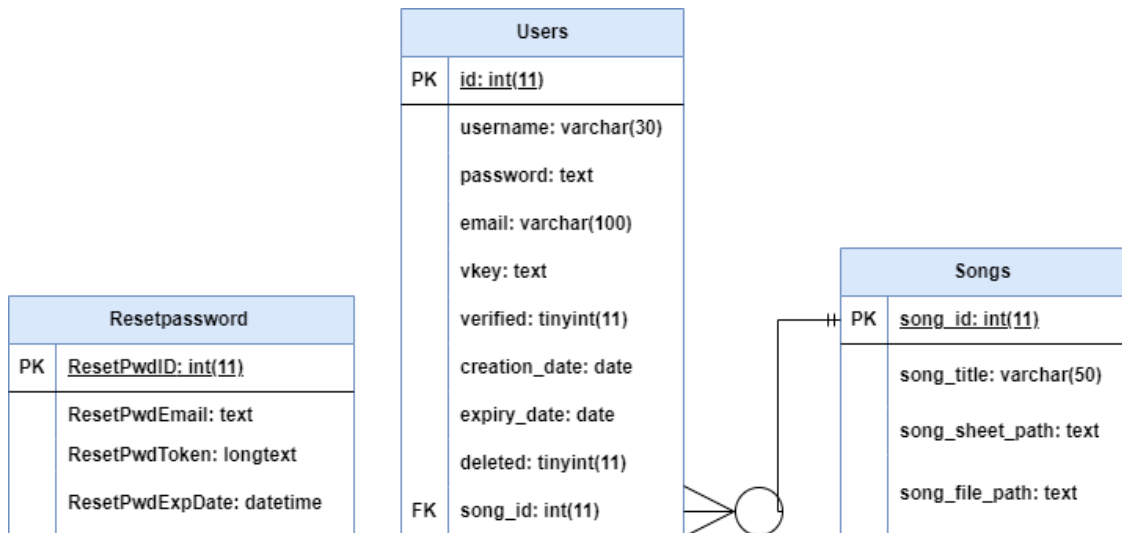 Users
PK id: int(11)
username: varchar(30)
password: text
email: varchar(100)
vkey: text
verified: tinyint(11)
creation_date: date
expiry_date: date
deleted: tinyint(11)
FK song_id: int(11)
Resetpassword
PK ResetPwdID: int(11)
ResetPwdEmail: text
ResetPwdToken: longtext
ResetPwdExpDate: datetime
Songs
PK song_id: int(11)
song_title: varchar(50)
song_sheet_path: text
song_file_path: text